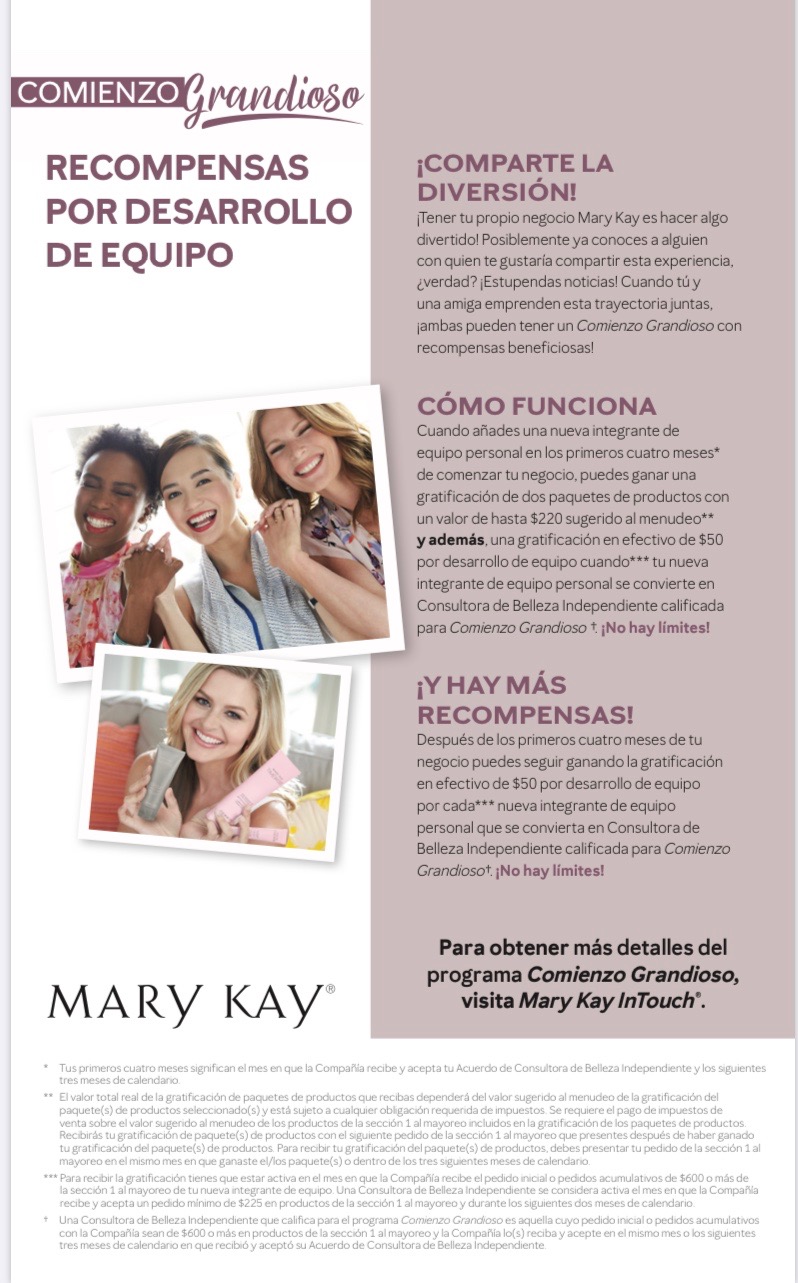 COMIENZO Grandioso
RECOMPENSAS
POR DESARROLLO
DE EQUIPO
¡COMPARTE LA
DIVERSIÓN!
¡Tener tu propio negocio Mary Kay es hacer algo
divertido! Posiblemente ya conoces a alguien
con quien te gustaría compartir esta experiencia,
¿verdad? ¡Estupendas noticias! Cuando tú y
una amiga emprenden esta trayectoria juntas,
¡ambas pueden tener un Comienzo Grandioso con
recompensas beneficiosas!
CÓMO FUNCIONA
Cuando añades una nueva integrante de
equipo personal en los primeros cuatro meses*
de comenzar tu negocio, puedes ganar una
gratificación de dos paquetes de productos con
un valor de hasta $220 sugerido al menudeo**
y además, una gratificación en efectivo de $50
por desarrollo de equipo cuando*** tu nueva
integrante de equipo personal se convierte en
Consultora de Belleza Independiente calificada
para Comienzo Grandioso †. ¡No hay límites!
¡Y HAY MÁS
RECOMPENSAS!
Después de los primeros cuatro meses de tu
negocio puedes seguir ganando la gratificación
en efectivo de $50 por desarrollo de equipo
por cada*** nueva integrante de equipo
personal que se convierta en Consultora de
Belleza Independiente calificada para Comienzo
Grandioso†. ¡No hay límites!
Para obtener más detalles del
programa Comienzo Grandioso,
visita Mary Kay InTouch®.
MARY KAY®
* Tus primeros cuatro meses significan el mes en que la Compañía recibe y acepta tu Acuerdo de Consultora de Belleza Independiente y los siguientes
tres meses de calendario.
** El valor total real de la gratificación de paquetes de productos que recibas dependerá del valor sugerido al menudeo de la gratificación del
paquete(s) de productos seleccionado(s) y está sujeto a cualquier obligación requerida de impuestos. Se requiere el pago de impuestos de
venta sobre el valor sugerido al menudeo de los productos de la sección 1 al mayoreo incluidos en la gratificación de los paquetes de productos.
Recibirás tu gratificación de paquete(s) de productos con el siguiente pedido de la sección 1 al mayoreo que presentes después de haber ganado
tu gratificación del paquete(s) de productos. Para recibir tu gratificación del paquete(s) de productos, debes presentar tu pedido de la sección 1 al
mayoreo en el mismo mes en que ganaste el/los paquete(s) o dentro de los tres siguientes meses de calendario.
*** Para recibir la gratificación tienes que estar activa en el mes en que la Compañía recibe el pedido inicial o pedidos acumulativos de $600 o más de
la sección 1 al mayoreo de tu nueva integrante de equipo. Una Consultora de Belleza Independiente se considera activa el mes en que la Compañía
recibe y acepta un pedido mínimo de $225 en productos de la sección 1 al mayoreo y durante los siguientes dos meses de calendario.
† Una Consultora de Belleza Independiente que califica para el programa Comienzo Grandioso es aquella cuyo pedido inicial o pedidos acumulativos
con la Compañía sean de $600 o más en productos de la sección 1 al mayoreo y la Compañía lo(s) reciba y acepte en el mismo mes o los siguientes
tres meses de calendario en que recibió y aceptó su Acuerdo de Consultora de Belleza Independiente.